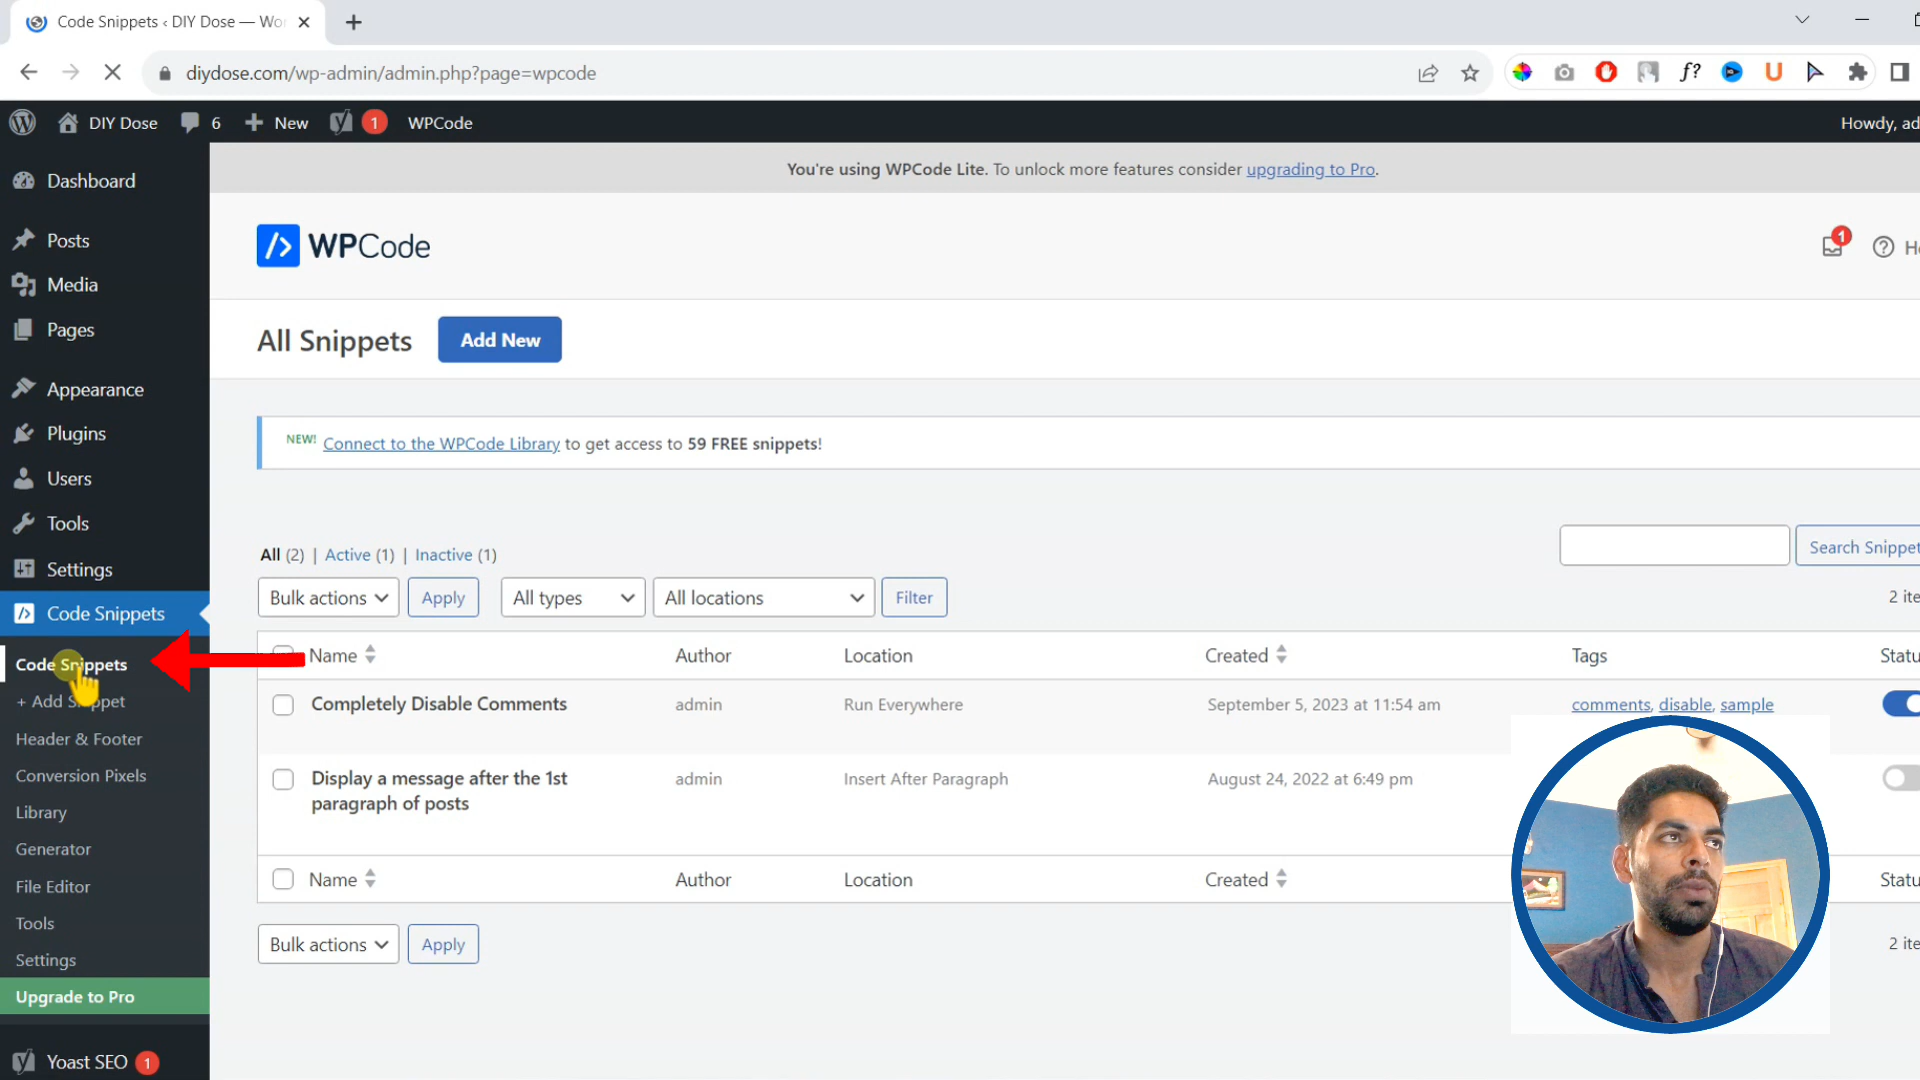 Code Snippets ‹ DIY Dose — Wo
diydose.com/wp-admin/admin.php?page=wpcode
DIY Dose 6 New 1 WPCode Howdy, ad
Dashboard
Posts
Media
Pages
Appearance
Plugins
Users
Tools
Settings
Code Snippets
Code Snippets
+ Add Snippet
Header & Footer
Conversion Pixels
Library
Generator
File Editor
Tools
Settings
Upgrade to Pro
Yoast SEO 1
You're using WPCode Lite. To unlock more features consider upgrading to Pro.
WPCode
1
He
All Snippets Add New
NEW! Connect to the WPCode Library to get access to 59 FREE snippets!
All (2) | Active (1) | Inactive (1)
Search Snippet
Bulk actions Apply All types All locations Filter 2 ite
Name Author Location Created Tags Statu
Completely Disable Comments admin Run Everywhere September 5, 2023 at 11:54 am comments, disable, sample
Display a message after the 1st
paragraph of posts
admin Insert After Paragraph August 24, 2022 at 6:49 pm
Name Author Location Created Statu
Bulk actions Apply 2 ite